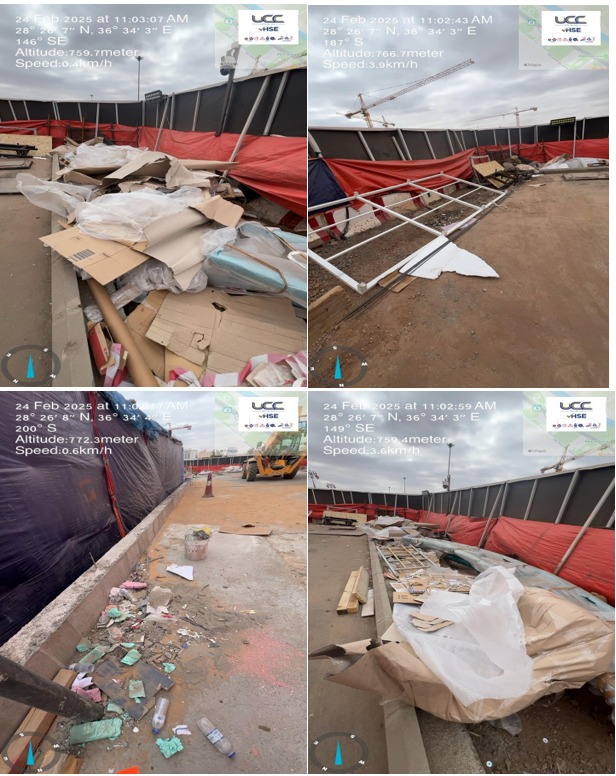 24 Feb 2025 at 11:03:07 AM
28° 26' 7" N, 36° 34' 3" E
146° SE
Altitude:759.7meter
Speed:0.4km/h
UCC
HSE
24 Feb 2025 at 11:02:43 AM
28° 26' 7" N, 36° 34' 3" E
187° S
Altitude:766.7meter
Speed:3.9km/h
UCC
HSE
24 Feb 2025 at AM
28° 26' 8" N, 36° 34' 4" E
200° S
Altitude:772.3meter
Speed:0.6km/h
UCC
HSE
24 Feb 2025 at 11:02:59 AM
28° 26' 7" N, 36° 34' 3" E
149° SE
Altitude:759.4meter
Speed:3.6km/h
UCC
HSE